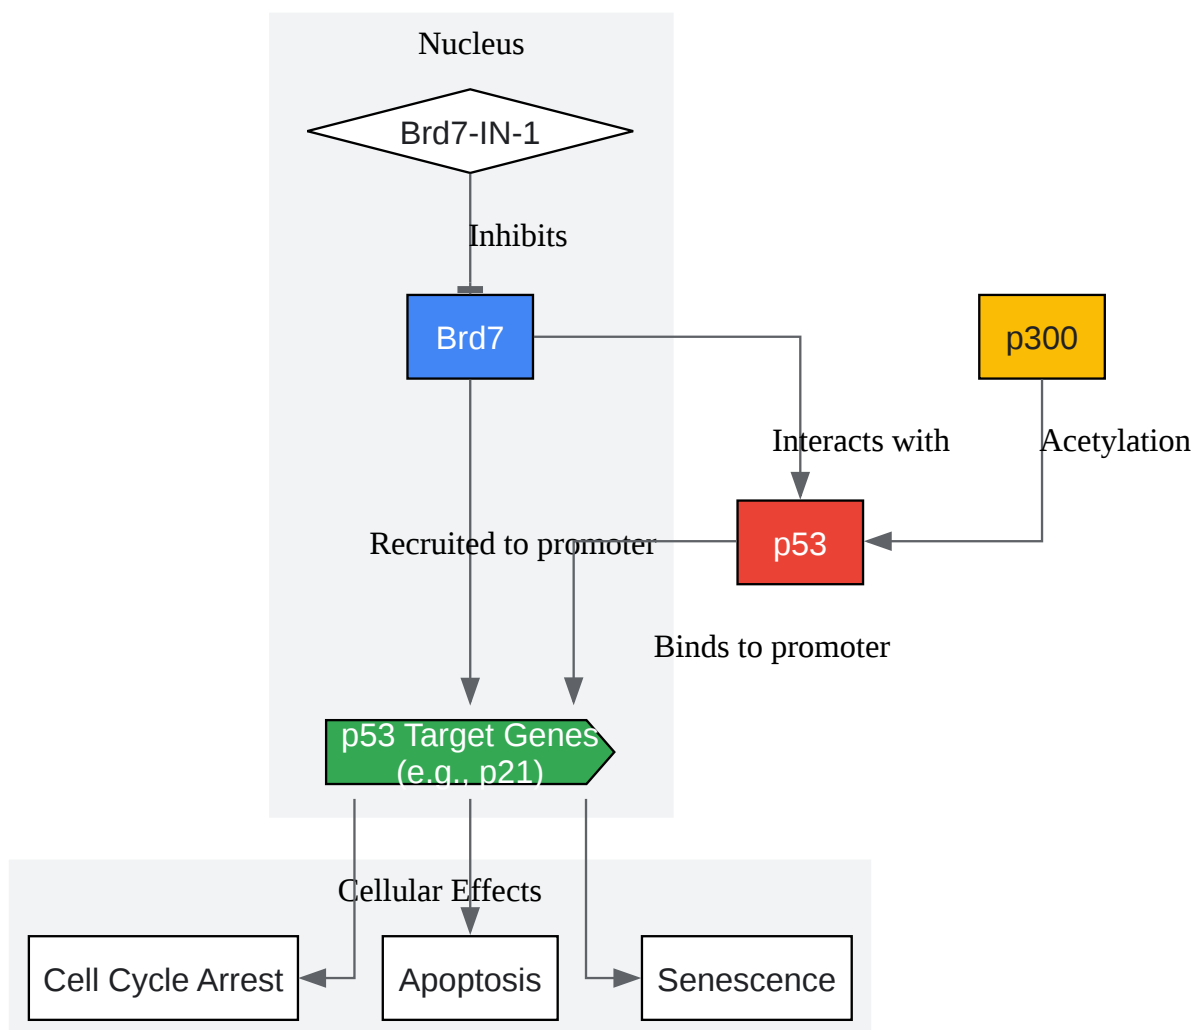 Nucleus
Brd7-IN-1
Inhibits
Brd7
p300
Interacts with
Acetylation
Recruited to promoter
p53
Binds to promoter
p53 Target Genes
(e.g., p21)
Cellular Effects
Cell Cycle Arrest
Apoptosis
Senescence